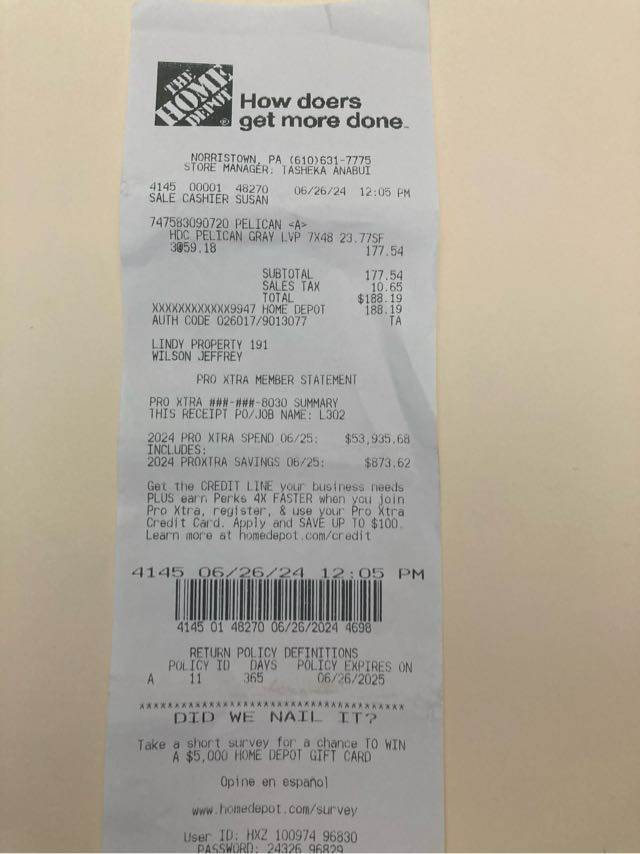 THE
HOME
DEPOT
®
How doers
get more done™
NORRISTOWN, PA (610)631-7775
STORE MANAGER: TASHEKA ANABUI
4145 00001 48270 06/26/24 12:05 PM
SALE CASHIER SUSAN
747583090720 PELICAN <A>
HDC PELICAN GRAY LVP 7X48 23.77SF
3@59.18 177.54
SUBTOTAL 177.54
SALES TAX 10.65
TOTAL $188.19
XXXXXXXXXXXX9947 HOME DEPOT 188.19
AUTH CODE 026017/9013077 TA
LINDY PROPERTY 191
WILSON JEFFREY
PRO XTRA MEMBER STATEMENT
PRO XTRA ###-###-8030 SUMMARY
THIS RECEIPT PO/JOB NAME: L302
2024 PRO XTRA SPEND 06/25: $53,935.68
INCLUDES:
2024 PROXTRA SAVINGS 06/25: $873.62
Get the CREDIT LINE your business needs
PLUS earn Perks 4X FASTER when you join
Pro Xtra, register, & use your Pro Xtra
Credit Card. Apply and SAVE UP TO $100.
Learn more at homedepot.com/credit
4145 06/26/24 12:05 PM
4145 01 48270 06/26/2024 4698
RETURN POLICY DEFINITIONS
POLICY ID DAYS POLICY EXPIRES ON
A 11 365 06/26/2025
****************************************
DID WE NAIL IT?
Take a short survey for a chance TO WIN
A $5,000 HOME DEPOT GIFT CARD
Opine en español
www.homedepot.com/survey
User ID: HXZ 100974 96830
PASSWORD: 24326 96829